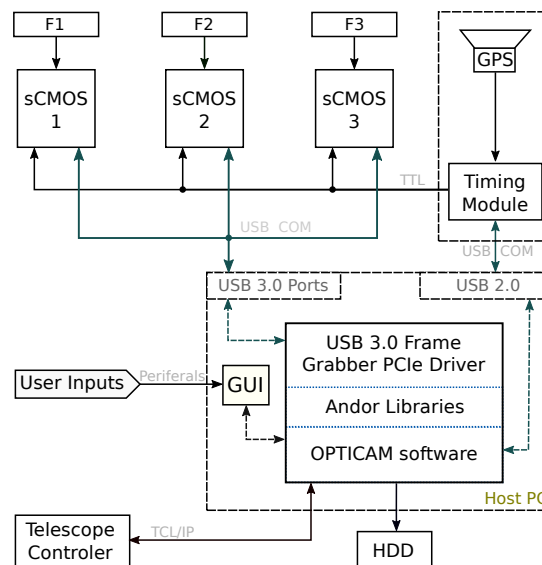 F1
F2
F3
GPS
sCMOS
1
sCMOS
2
sCMOS
3
TTL
Timing
Module
USB COM
USB COM
USB 3.0 Ports
USB 2.0
USB 3.0 Frame
Grabber PCIe Driver
User Inputs
Periferals
GUI
Andor Libraries
OPTICAM software
Host PC
Telescope
Controler
TCL/IP
HDD